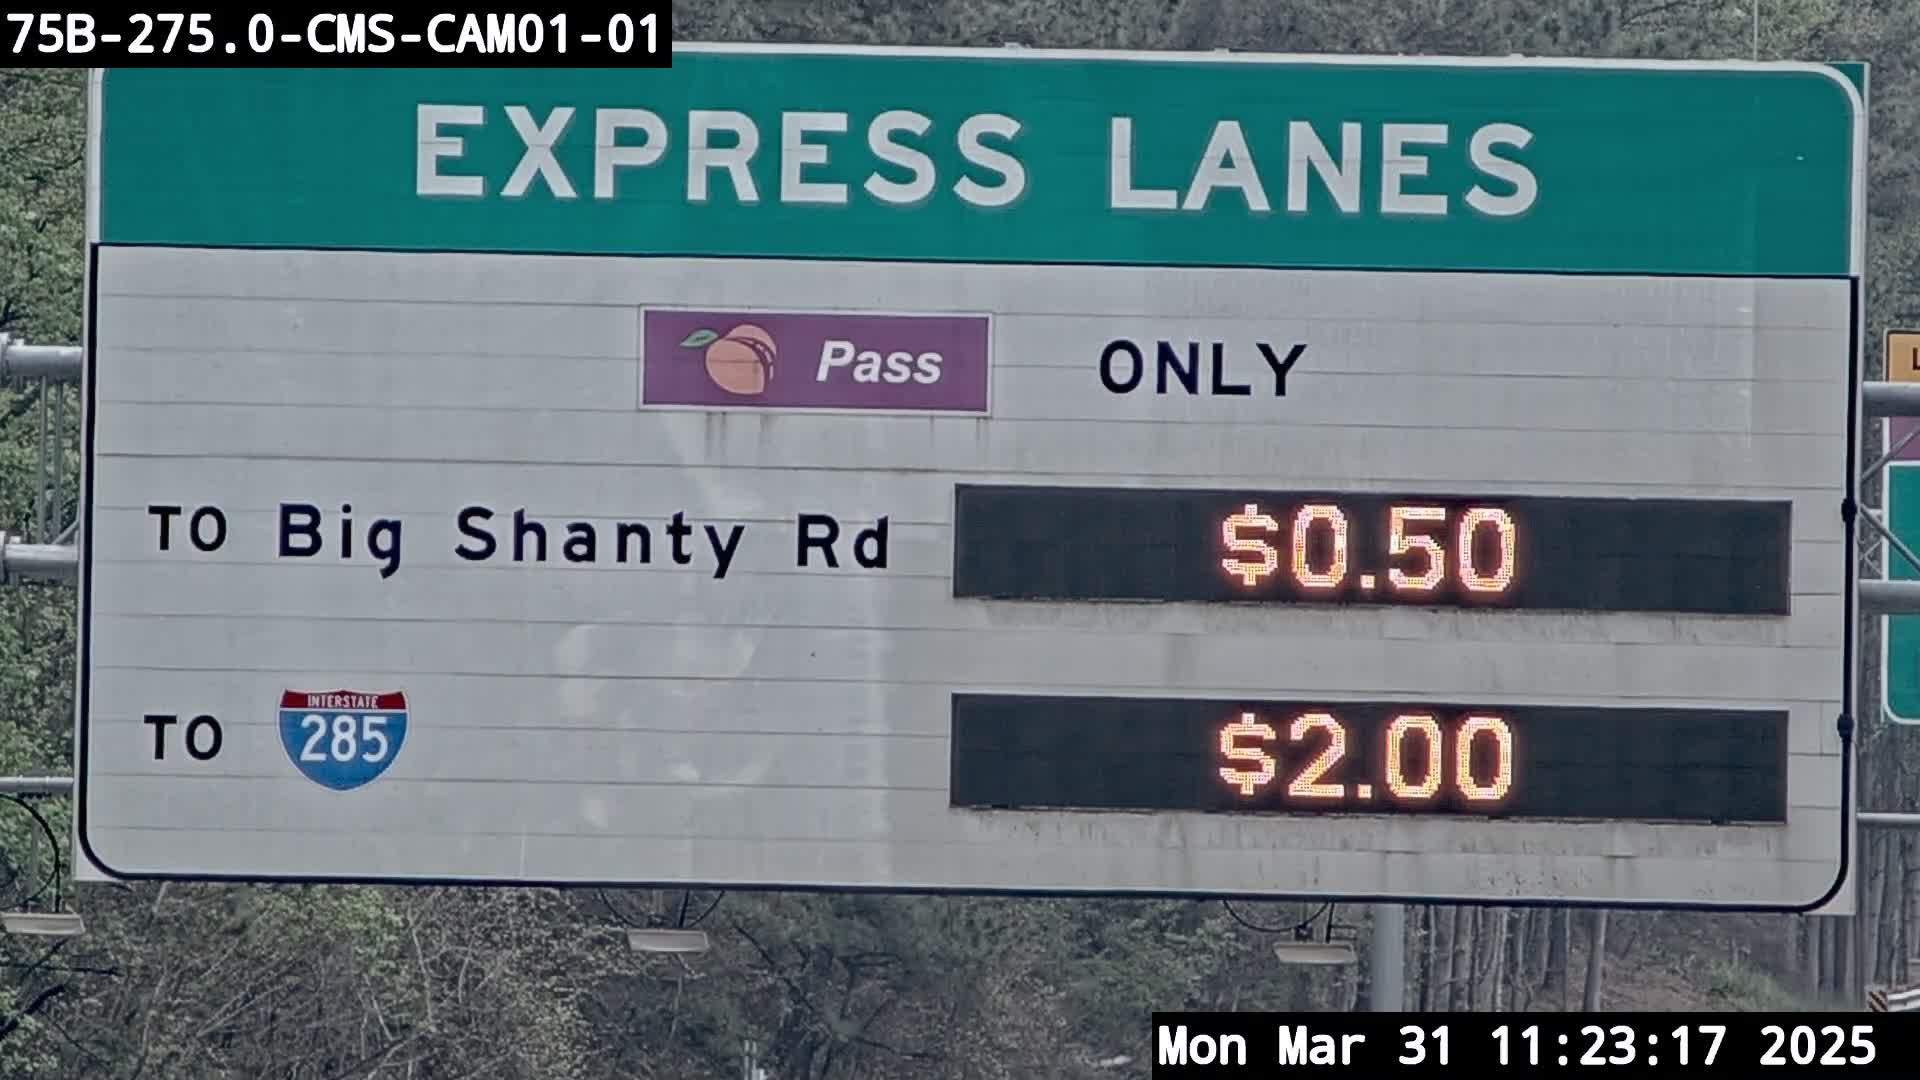 75B-275.0-CMS-CAM01-01
EXPRESS LANES
Pass ONLY
TO Big Shanty Rd $0.50
INTERSTATE
TO 285 $2.00
Mon Mar 31 11:23:17 2025